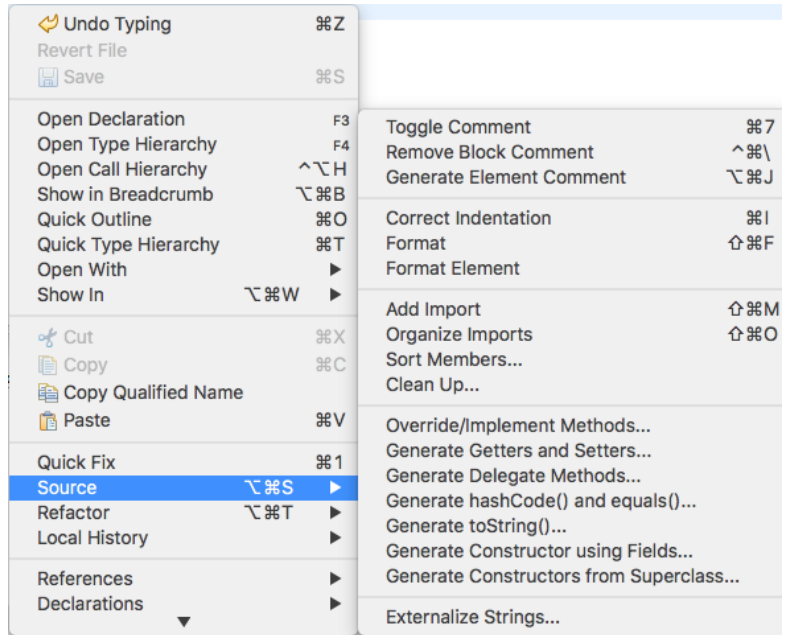 Undo Typing ⌘Z
Revert File
Save ⌘S
Open Declaration F3
Open Type Hierarchy F4
Open Call Hierarchy ^⌥H
Show in Breadcrumb ⌥⌘B
Quick Outline ⌘O
Quick Type Hierarchy ⌘T
Open With ▶
Show In ⌥⌘W ▶
Cut ⌘X
Copy ⌘C
Copy Qualified Name
Paste ⌘V
Quick Fix ⌘1
Source ⌥⌘S ▶
Refactor ⌥⌘T ▶
Local History ▶
References ▶
Declarations ▶
Toggle Comment ⌘7
Remove Block Comment ^⌘\
Generate Element Comment ⌥⌘J
Correct Indentation ⌘I
Format ⇧⌘F
Format Element
Add Import ⇧⌘M
Organize Imports ⇧⌘O
Sort Members...
Clean Up...
Override/Implement Methods...
Generate Getters and Setters...
Generate Delegate Methods...
Generate hashCode() and equals()...
Generate toString()...
Generate Constructor using Fields...
Generate Constructors from Superclass...
Externalize Strings...